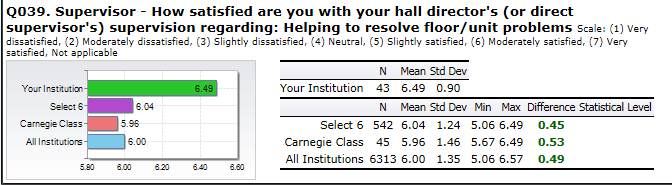 Q039. Supervisor - How satisfied are you with your hall director's (or direct
supervisor's) supervision regarding: Helping to resolve floor/unit problems Scale: (1) Very
dissatisfied, (2) Moderately dissatisfied, (3) Slightly dissatisfied, (4) Neutral, (5) Slightly satisfied, (6) Moderately satisfied, (7) Very
satisfied, Not applicable
Your Institution 6.49
Select 6 6.04
Carnegie Class 5.96
All Institutions 6.00
5.80 6.00 6.20 6.40 6.60
N Mean Std Dev
Your Institution 43 6.49 0.90
N Mean Std Dev Min Max Difference Statistical Level
Select 6 542 6.04 1.24 5.06 6.49 0.45
Carnegie Class 45 5.96 1.46 5.67 6.49 0.53
All Institutions 6313 6.00 1.35 5.06 6.57 0.49